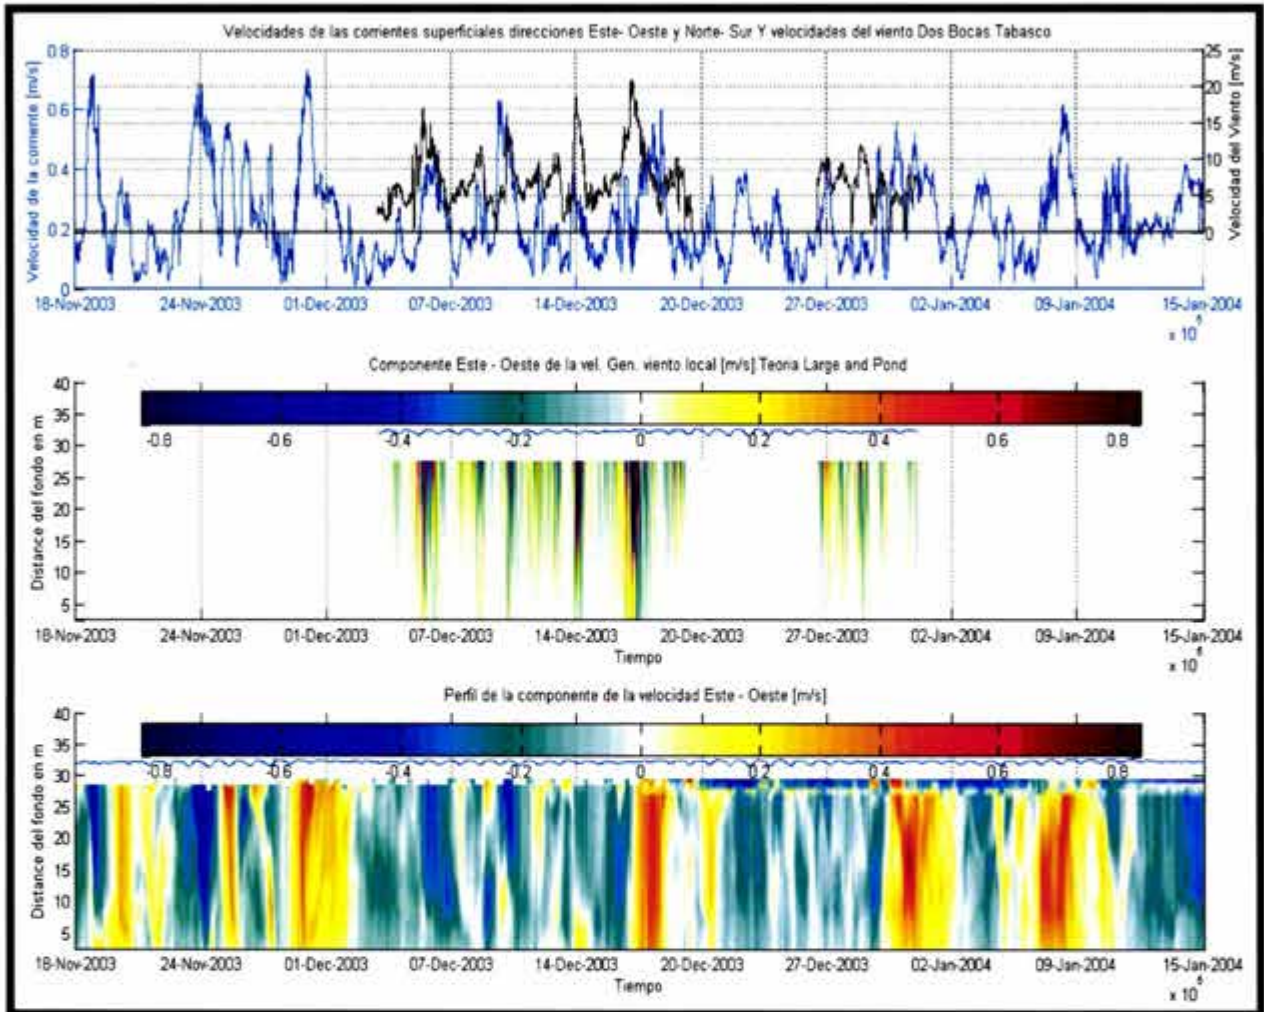 Velocidades de las corrientes superficiales direcciones Este- Oeste y Norte- Sur Y velocidades del viento Dos Bocas Tabasco
Velocidad de la corriente [m/s]
0.8
0.6
0.4
0.2
0
25
20
15
10
5
0
Velocidad del Viento [m/s]
18-Nov-2003 24-Nov-2003 01-Dec-2003 07-Dec-2003 14-Dec-2003 20-Dec-2003 27-Dec-2003 02-Jan-2004 09-Jan-2004 15-Jan-2004
Componente Este - Oeste de la vel. Gen. viento local [m/s] Teoria Large and Pond
Distance del fondo en m
40
35
30
25
20
15
10
5
-0.8 -0.6 -0.4 -0.2 0 0.2 0.4 0.6 0.8
18-Nov-2003 24-Nov-2003 01-Dec-2003 07-Dec-2003 14-Dec-2003 20-Dec-2003 27-Dec-2003 02-Jan-2004 09-Jan-2004 15-Jan-2004
Tiempo
Perfil de la componente de la velocidad Este - Oeste [m/s]
Distance del fondo en m
40
35
30
25
20
15
10
5
-0.8 -0.6 -0.4 -0.2 0 0.2 0.4 0.6 0.8
18-Nov-2003 24-Nov-2003 01-Dec-2003 07-Dec-2003 14-Dec-2003 20-Dec-2003 27-Dec-2003 02-Jan-2004 09-Jan-2004 15-Jan-2004
Tiempo